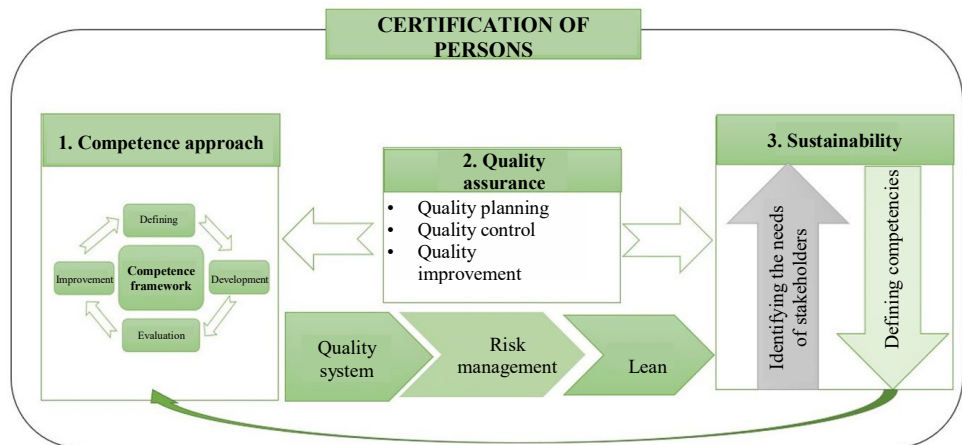 CERTIFICATION OF
PERSONS
1. Competence approach
Defining
Improvement
Competence
framework
Development
Evaluation
2. Quality
assurance
• Quality planning
• Quality control
• Quality
improvement
Quality
system
Risk
management
Lean
3. Sustainability
Identifying the needs
of stakeholders
Defining competencies